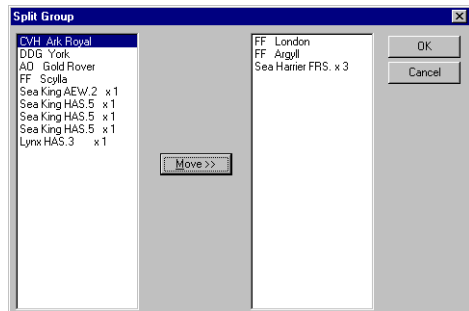 Split Group
CVH Ark Royal
DDG York
AO Gold Rover
FF Scylla
Sea King AEW.2 x 1
Sea King HAS.5 x 1
Sea King HAS.5 x 1
Sea King HAS.5 x 1
Lynx HAS.3 x 1
Move >>
FF London
FF Argyll
Sea Harrier FRS. x 3
OK
Cancel